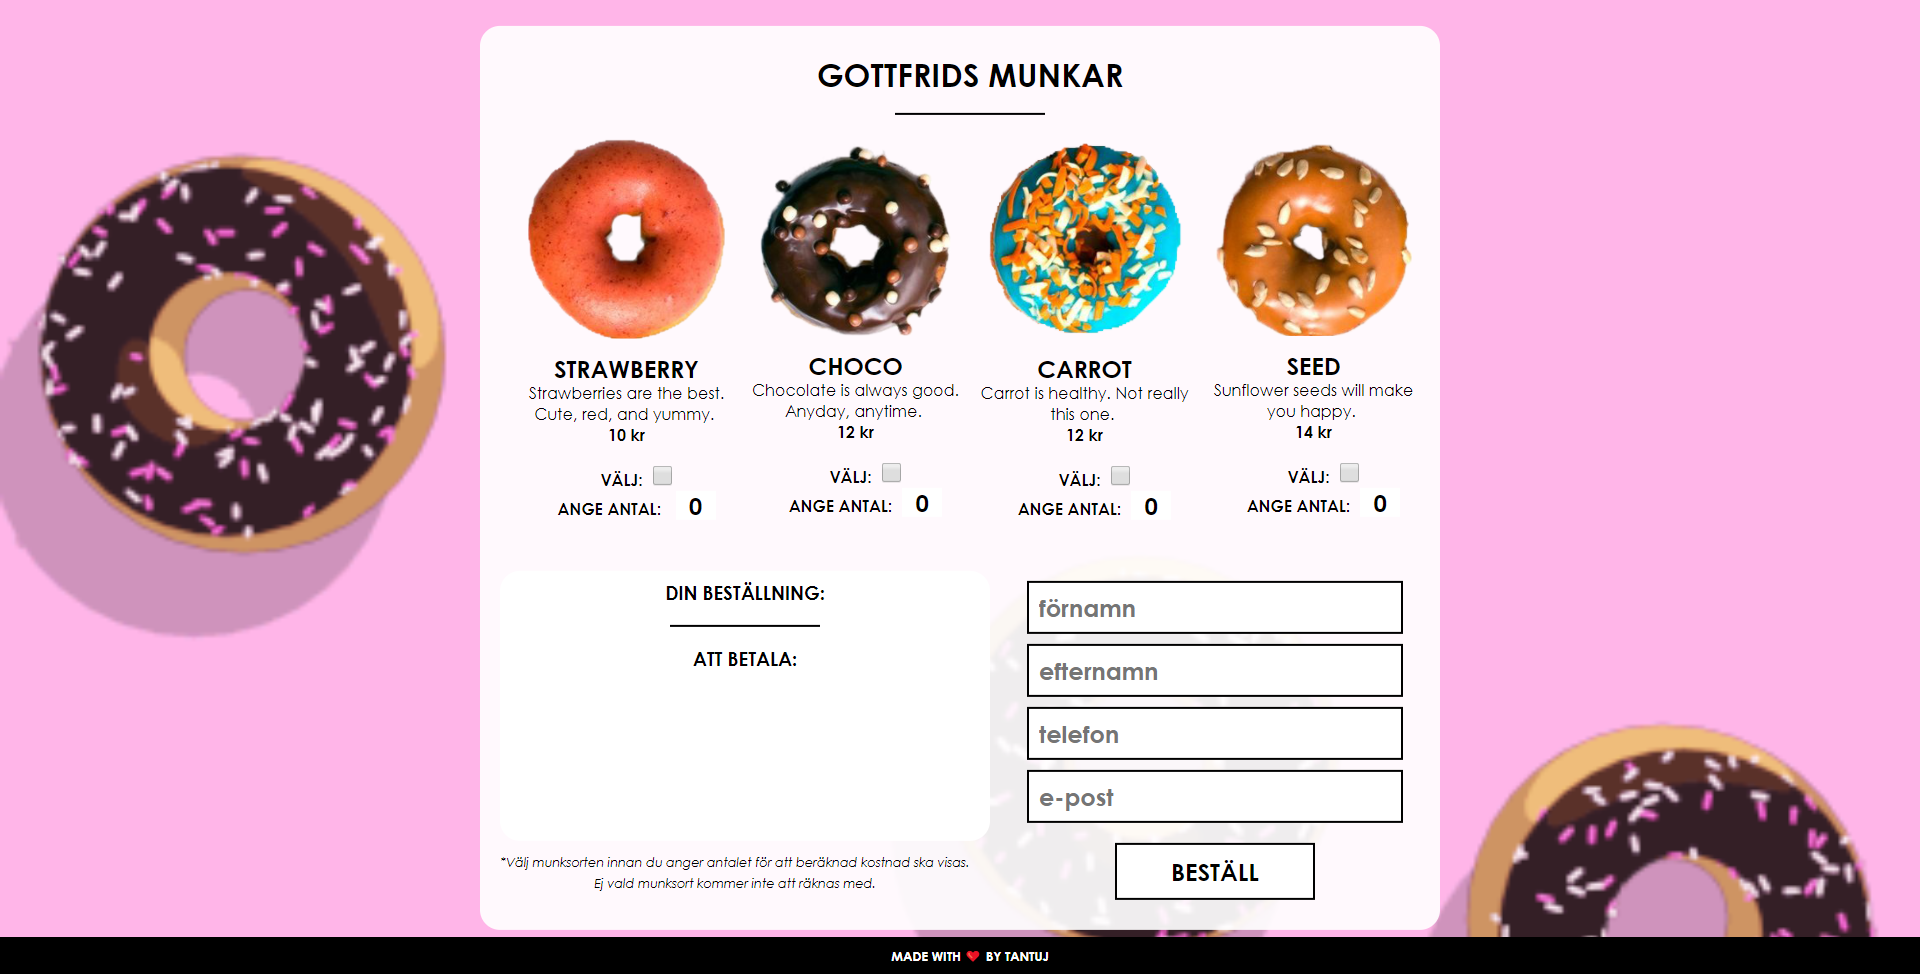 GOTTFRIDS MUNKAR
STRAWBERRY
Strawberries are the best.
Cute, red, and yummy.
10 kr
VÄLJ:
ANGE ANTAL: 0
CHOCO
Chocolate is always good.
Anyday, anytime.
12 kr
VÄLJ:
ANGE ANTAL: 0
CARROT
Carrot is healthy. Not really
this one.
12 kr
VÄLJ:
ANGE ANTAL: 0
SEED
Sunflower seeds will make
you happy.
14 kr
VÄLJ:
ANGE ANTAL: 0
DIN BESTÄLLNING:
ATT BETALA:
*Välj munksorten innan du anger antalet för att beräknad kostnad ska visas.
Ej vald munksort kommer inte att räknas med.
förnamn
efternamn
telefon
e-post
BESTÄLL
MADE WITH ❤ BY TANTUJ